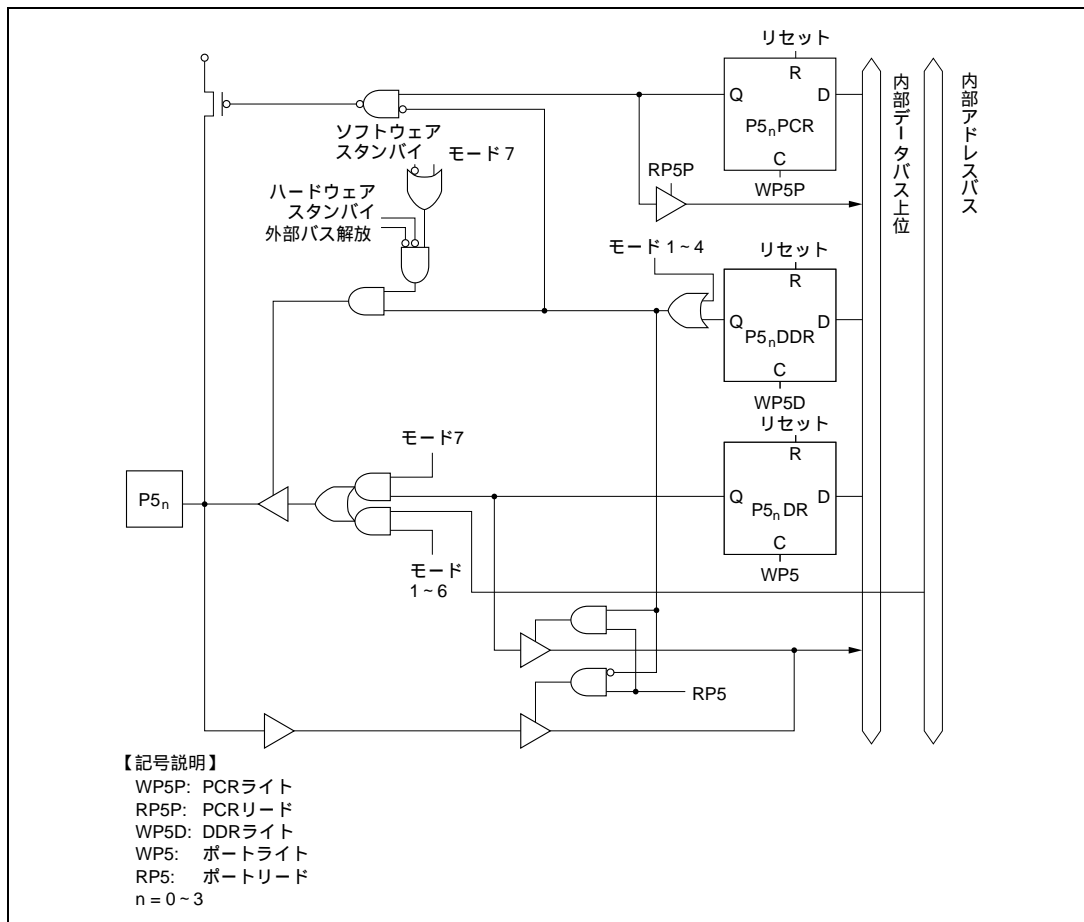 リセット
R
Q D
P5nPCR
C
WP5P
内部データバス上位
内部アドレスバス
ソフトウェア
スタンバイ
モード7
RP5P
ハードウェア
スタンバイ
外部バス解放
モード 1~4
リセット
R
Q D
P5nDDR
C
WP5D
リセット
R
Q D
P5n DR
C
WP5
モード7
P5n
モード
1~6
RP5
【記号説明】
WP5P: PCRライト
RP5P: PCRリード
WP5D: DDRライト
WP5: ポートライト
RP5: ポートリード
n = 0~3